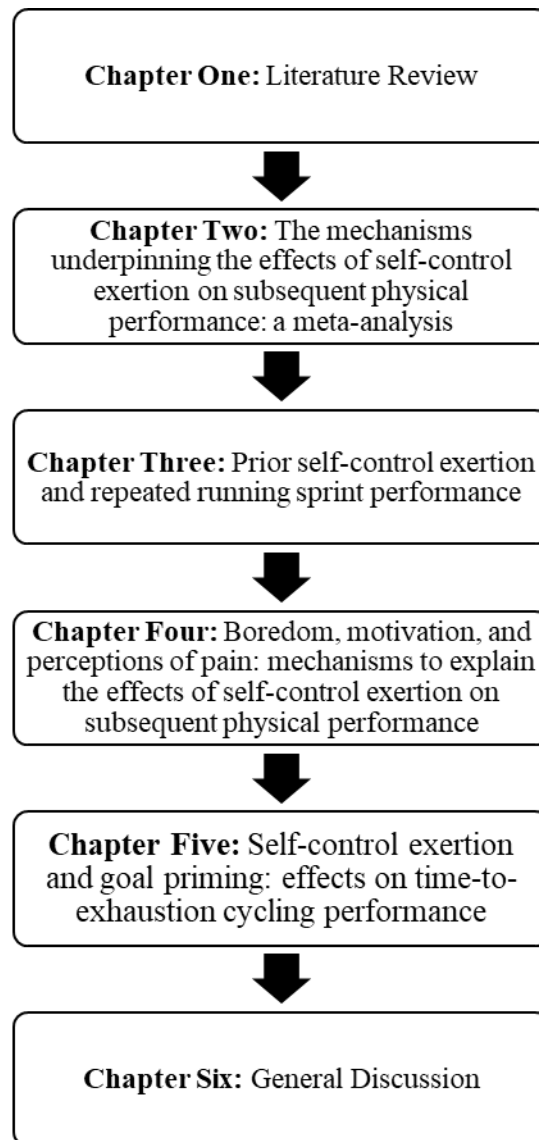 Chapter One: Literature Review
Chapter Two: The mechanisms
underpinning the effects of self-control
exertion on subsequent physical
performance: a meta-analysis
Chapter Three: Prior self-control exertion
and repeated running sprint performance
Chapter Four: Boredom, motivation, and
perceptions of pain: mechanisms to explain
the effects of self-control exertion on
subsequent physical performance
Chapter Five: Self-control exertion
and goal priming: effects on time-to-
exhaustion cycling performance
Chapter Six: General Discussion